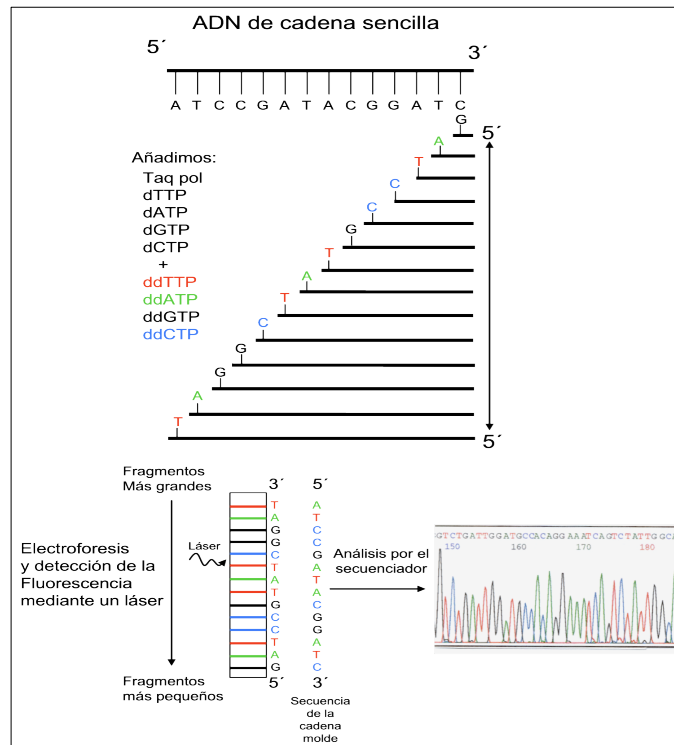 ADN de cadena sencilla
5´ 3´
A T C C G A T A C G G A T C
G
5´
A
T
C
C
G
T
A
T
C
G
G
A
T
5´
Añadimos:
Taq pol
dTTP
dATP
dGTP
dCTP
+
ddTTP
ddATP
ddGTP
ddCTP
Fragmentos
Más grandes
Electroforesis
y detección de la
Fluorescencia
mediante un láser
Fragmentos
más pequeños
Láser
3´ 5´
T A
A T
G C
G C
C G
T A
A T
T A
G C
C G
C G
T A
A T
G C
5´ 3´
Secuencia
de la
cadena
molde
Análisis por el
secuenciador
GTCTGATTGGATGCCACAGGAAATCAGTCTATTGGCA
150 160 170 180